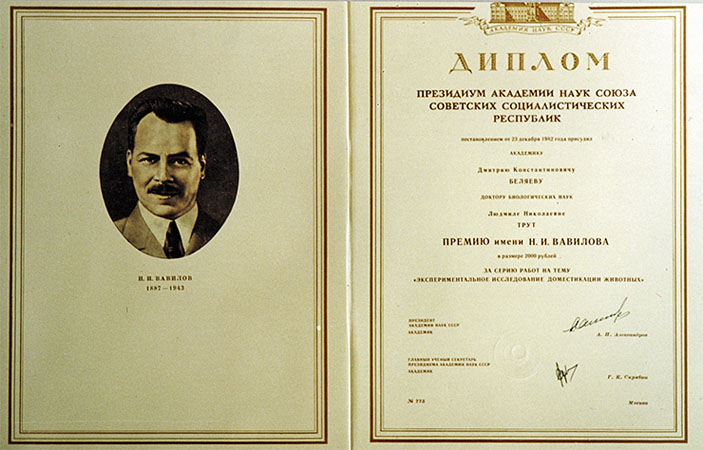 Н. И. ВАВИЛОВ
1887—1943
АКАДЕМИЯ НАУК СССР
ДИПЛОМ
ПРЕЗИДИУМ АКАДЕМИИ НАУК СОЮЗА
СОВЕТСКИХ СОЦИАЛИСТИЧЕСКИХ
РЕСПУБЛИК
постановлением от 23 декабря 1982 года присудил
АКАДЕМИКУ
Дмитрию Константиновичу
БЕЛЯЕВУ
ДОКТОРУ БИОЛОГИЧЕСКИХ НАУК
Людмиле Николаевне
ТРУТ
ПРЕМИЮ имени Н. И. ВАВИЛОВА
в размере 2000 рублей
ЗА СЕРИЮ РАБОТ НА ТЕМУ
«ЭКСПЕРИМЕНТАЛЬНОЕ ИССЛЕДОВАНИЕ ДОМЕСТИКАЦИИ ЖИВОТНЫХ»
ПРЕЗИДЕНТ
АКАДЕМИИ НАУК СССР
АКАДЕМИК
А. П. Александров
ГЛАВНЫЙ УЧЕНЫЙ СЕКРЕТАРЬ
ПРЕЗИДИУМА АКАДЕМИИ НАУК СССР
АКАДЕМИК
Г. К. Скрябин
№ 773
Москва